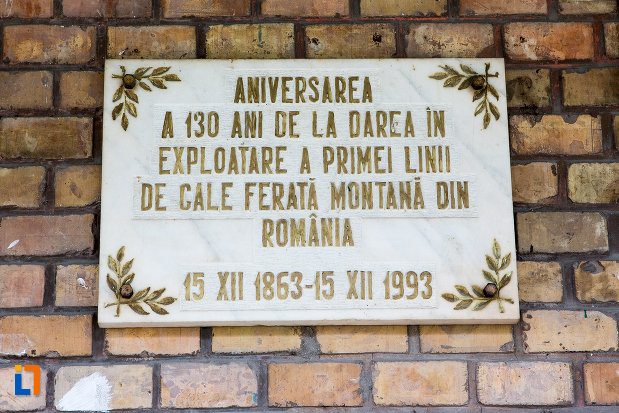 ANIVERSAREA
A 130 ANI DE LA DAREA ÎN
EXPLOATARE A PRIMEI LINII
DE CALE FERATĂ MONTANĂ DIN
ROMÂNIA
15 XII 1863-15 XII 1993